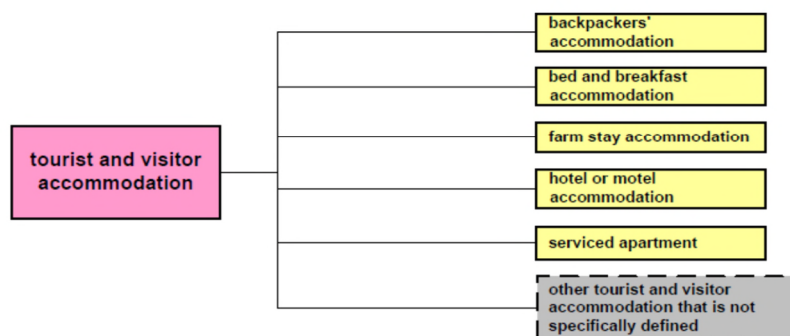 tourist and visitor
accommodation
backpackers'
accommodation
bed and breakfast
accommodation
farm stay accommodation
hotel or motel
accommodation
serviced apartment
other tourist and visitor
accommodation that is not
specifically defined